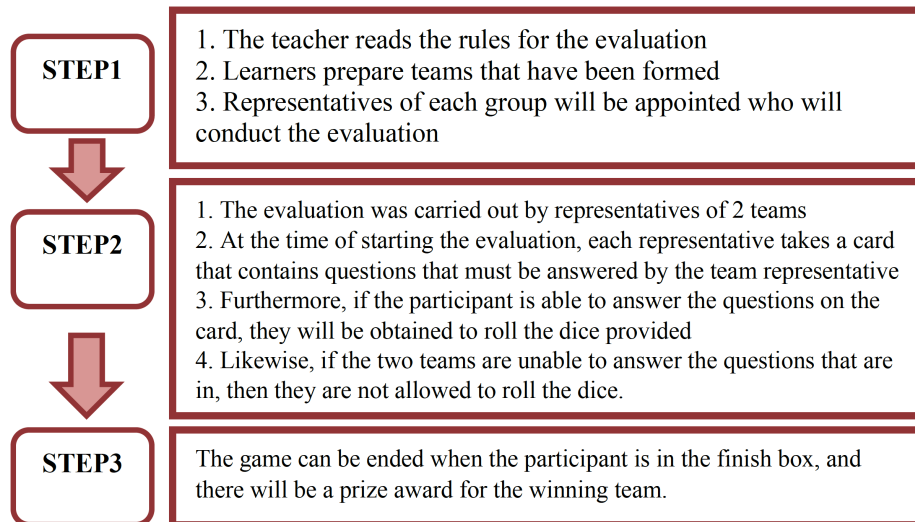 STEP1
1. The teacher reads the rules for the evaluation
2. Learners prepare teams that have been formed
3. Representatives of each group will be appointed who will
conduct the evaluation
STEP2
1. The evaluation was carried out by representatives of 2 teams
2. At the time of starting the evaluation, each representative takes a card
that contains questions that must be answered by the team representative
3. Furthermore, if the participant is able to answer the questions on the
card, they will be obtained to roll the dice provided
4. Likewise, if the two teams are unable to answer the questions that are
in, then they are not allowed to roll the dice.
STEP3
The game can be ended when the participant is in the finish box, and
there will be a prize award for the winning team.